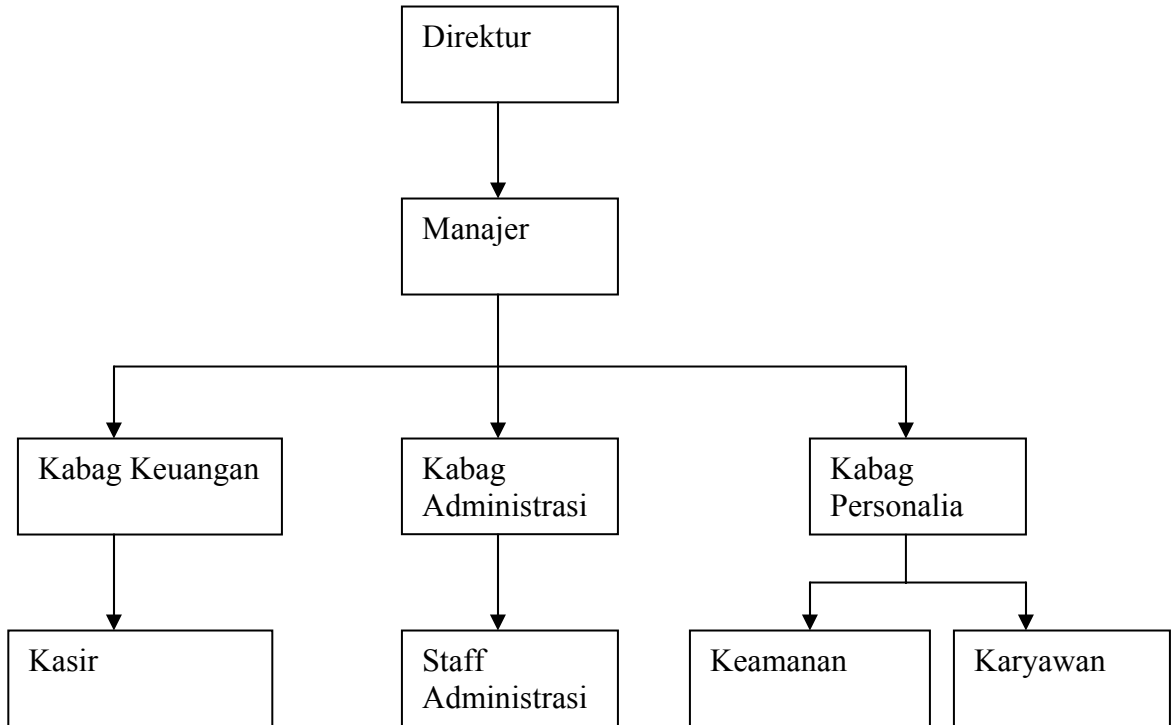 Direktur
Manajer
Kabag Keuangan
Kabag
Administrasi
Kabag
Personalia
Kasir
Staff
Administrasi
Keamanan
Karyawan